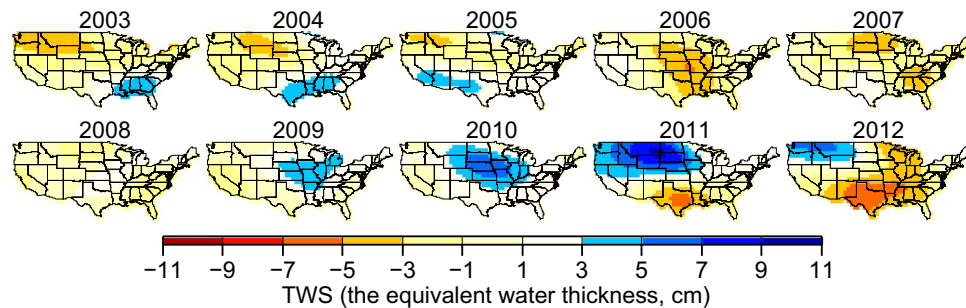 2003 2004 2005 2006 2007
2008 2009 2010 2011 2012
−11 −9 −7 −5 −3 −1 1 3 5 7 9 11
TWS (the equivalent water thickness, cm)